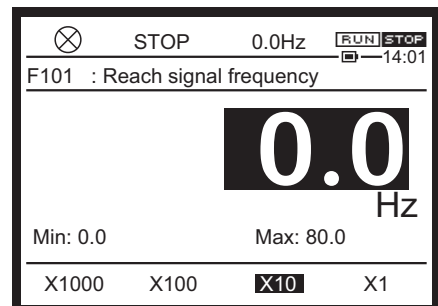 STOP 0.0Hz RUN STOP
14:01
F101 : Reach signal frequency
0.0
Hz
Min: 0.0 Max: 80.0
X1000 X100 X10 X1